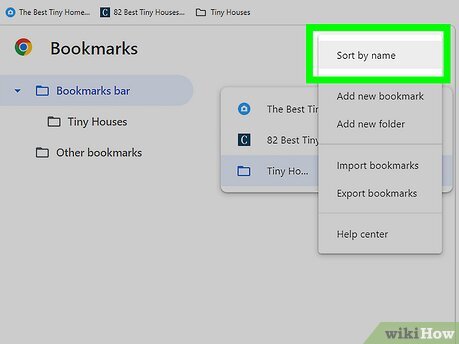 The Best Tiny Home... 82 Tiny Houses... Tiny Houses
Bookmarks
Bookmarks bar
Tiny Houses
Other bookmarks
The Best Tin
82 Best Tin
Tiny Ho...
Sort by name
Add new bookmark
Add new folder
Import bookmarks
Export bookmarks
Help center
wikiHow